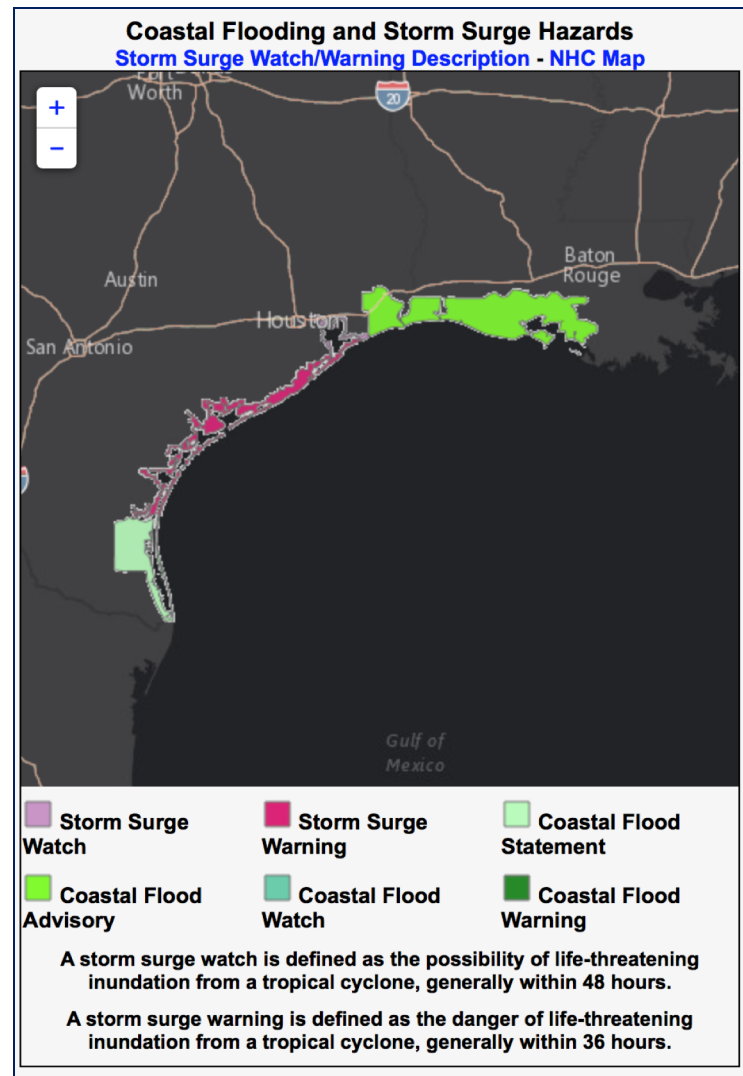 Coastal Flooding and Storm Surge Hazards
Storm Surge Watch/Warning Description - NHC Map
+
−
Worth
20
Austin
Baton
Rouge
Houston
San Antonio
Gulf of
Mexico
Storm Surge
Watch
Storm Surge
Warning
Coastal Flood
Statement
Coastal Flood
Advisory
Coastal Flood
Watch
Coastal Flood
Warning
A storm surge watch is defined as the possibility of life-threatening
inundation from a tropical cyclone, generally within 48 hours.
A storm surge warning is defined as the danger of life-threatening
inundation from a tropical cyclone, generally within 36 hours.